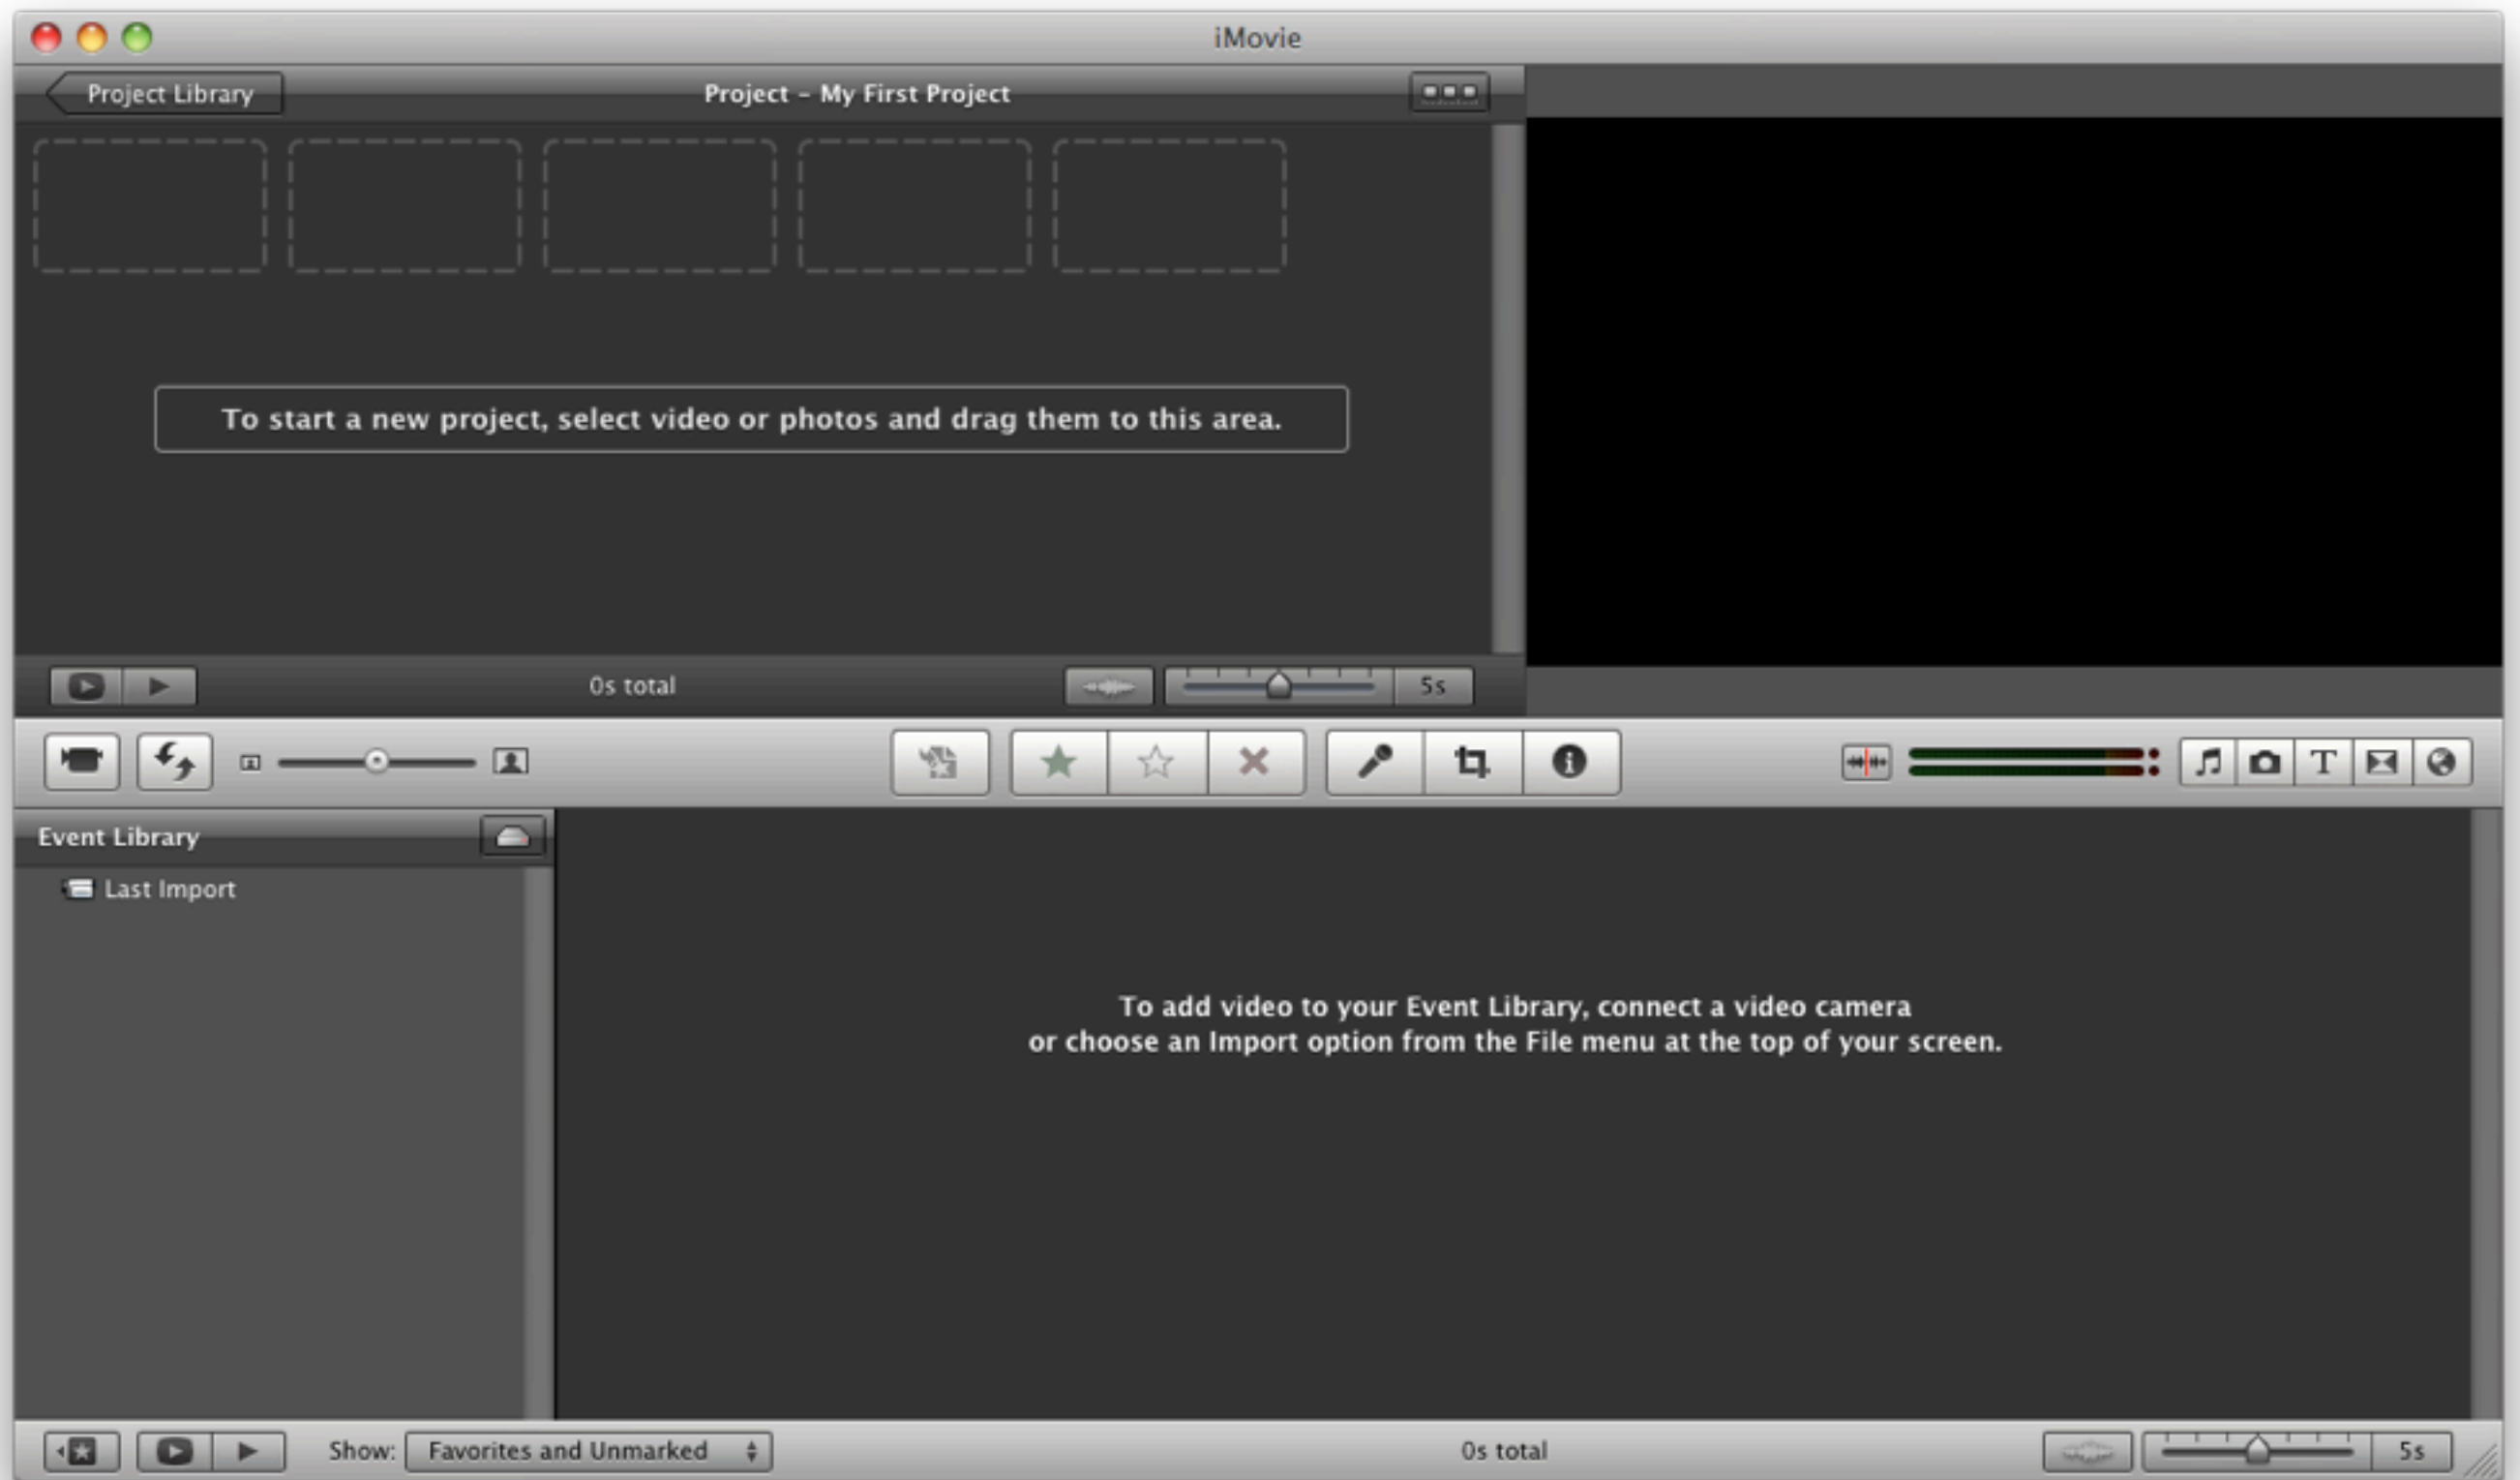 iMovie
Project Library
Project – My First Project
To start a new project, select video or photos and drag them to this area.
0s total
5s
T
Event Library
Last Import
To add video to your Event Library, connect a video camera
or choose an Import option from the File menu at the top of your screen.
Show: Favorites and Unmarked
0s total
5s